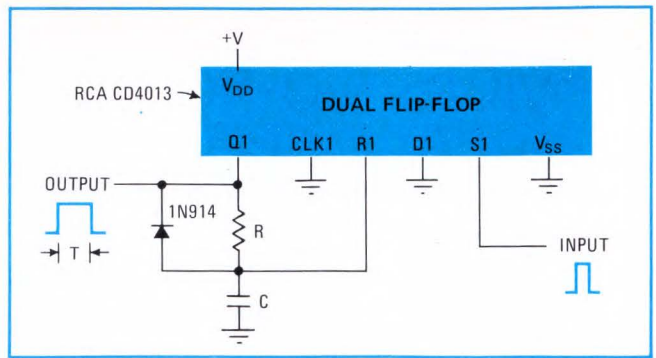 +V
RCA CD4013
V_DD
DUAL FLIP-FLOP
Q1 CLK1 R1 D1 S1 V_SS
OUTPUT
1N914
R
T
INPUT
C